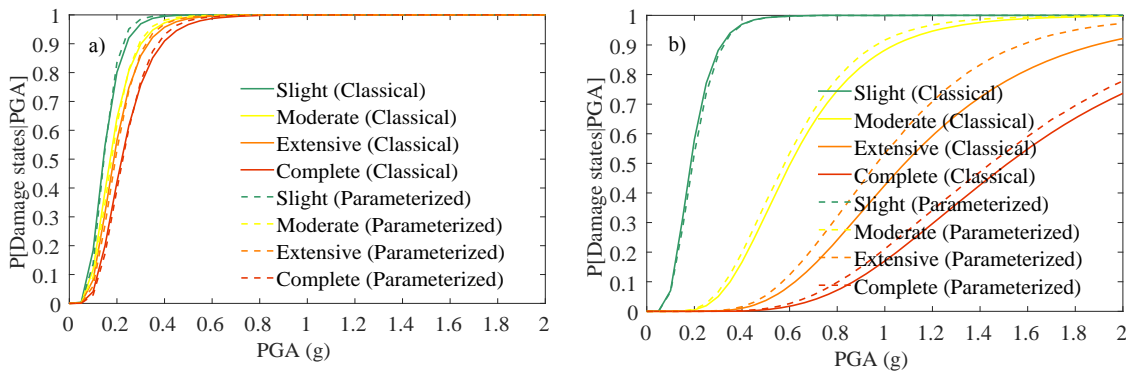 a)
P[Damage states|PGA]
1
0.9
0.8
0.7
0.6
0.5
0.4
0.3
0.2
0.1
0
Slight (Classical)
Moderate (Classical)
Extensive (Classical)
Complete (Classical)
Slight (Parameterized)
Moderate (Parameterized)
Extensive (Parameterized)
Complete (Parameterized)
0 0.2 0.4 0.6 0.8 1 1.2 1.4 1.6 1.8 2
PGA (g)
b)
P[Damage states|PGA]
1
0.9
0.8
0.7
0.6
0.5
0.4
0.3
0.2
0.1
0
Slight (Classical)
Moderate (Classical)
Extensive (Classical)
Complete (Classical)
Slight (Parameterized)
Moderate (Parameterized)
Extensive (Parameterized)
Complete (Parameterized)
0 0.2 0.4 0.6 0.8 1 1.2 1.4 1.6 1.8 2
PGA (g)